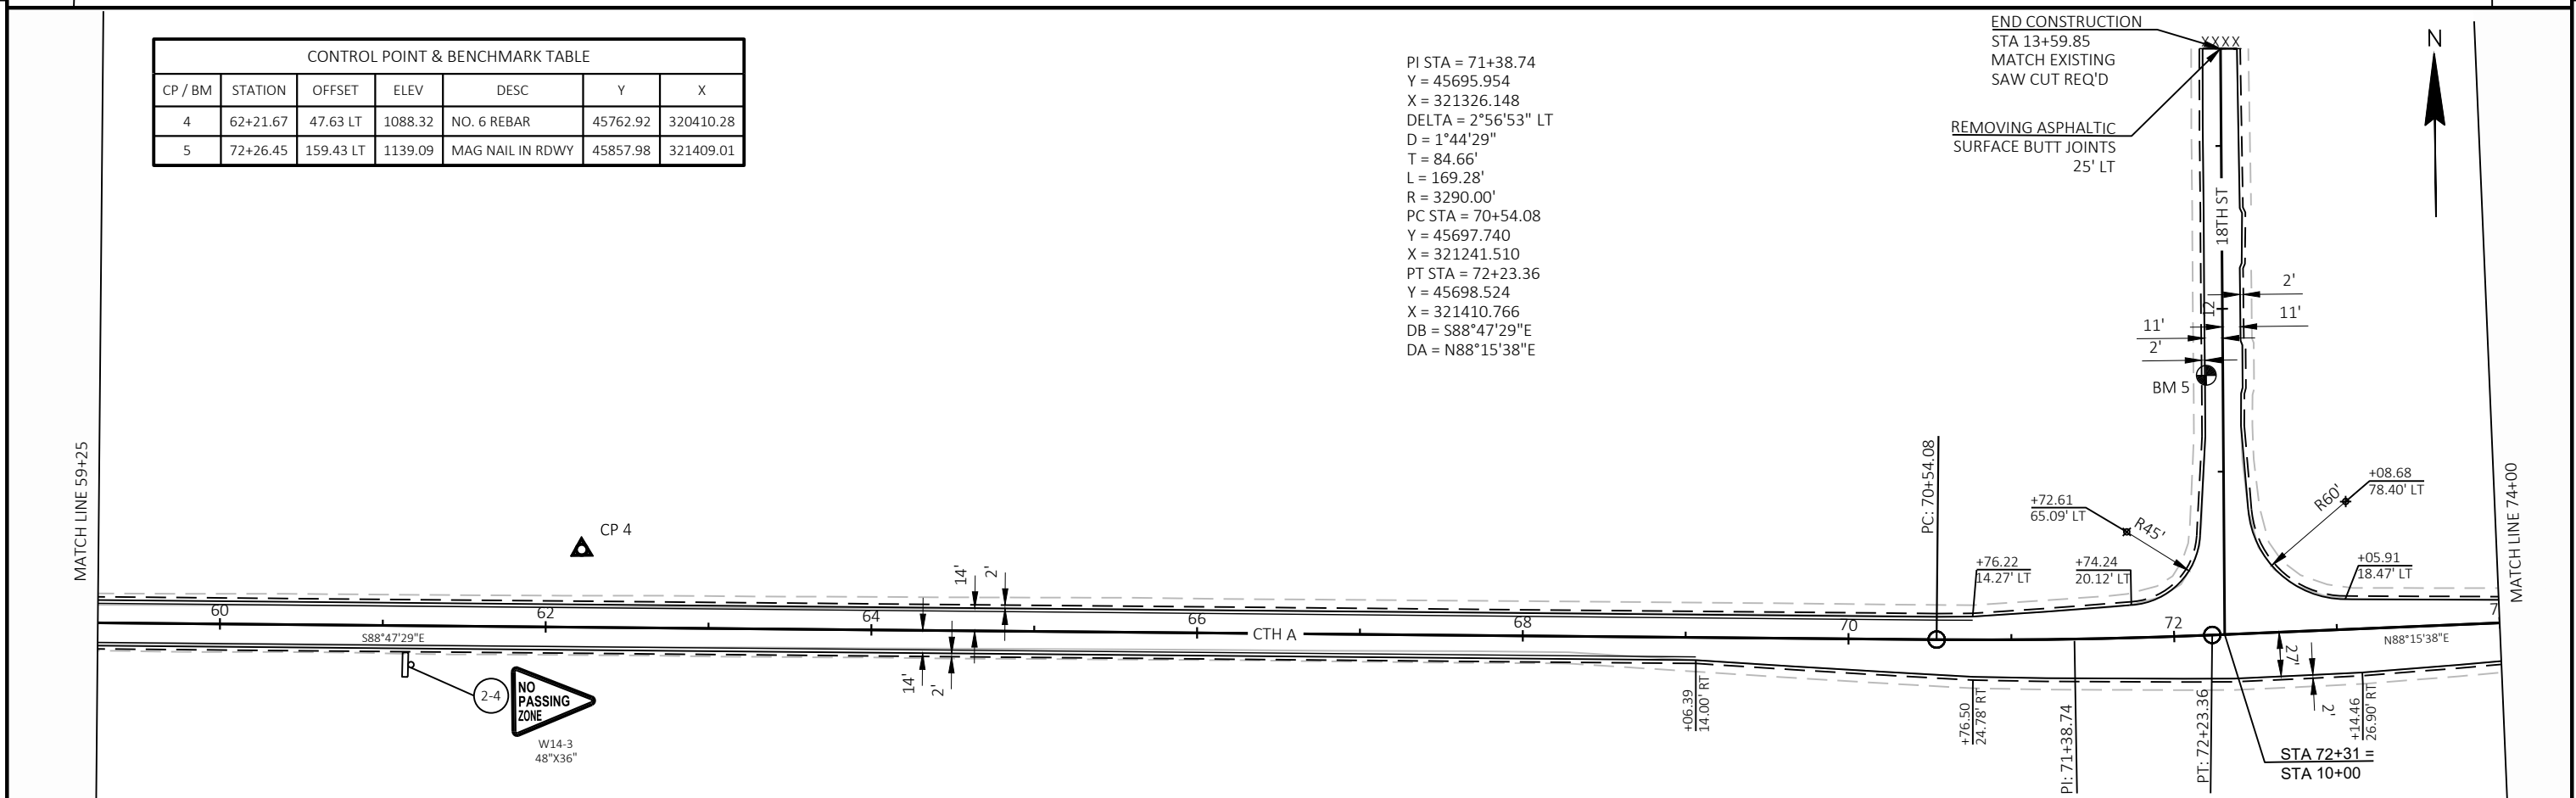 CONTROL POINT & BENCHMARK TABLE
CP / BM STATION OFFSET ELEV DESC Y X
4 62+21.67 47.63 LT 1088.32 NO. 6 REBAR 45762.92 320410.28
5 72+26.45 159.43 LT 1139.09 MAG NAIL IN RDWY 45857.98 321409.01
PI STA = 71+38.74
Y = 45695.954
X = 321326.148
DELTA = 2°56'53" LT
D = 1°44'29"
T = 84.66'
L = 169.28'
R = 3290.00'
PC STA = 70+54.08
Y = 45697.740
X = 321241.510
PT STA = 72+23.36
Y = 45698.524
X = 321410.766
DB = S88°47'29"E
DA = N88°15'38"E
END CONSTRUCTION
STA 13+59.85
MATCH EXISTING
SAW CUT REQ'D
XXXX
REMOVING ASPHALTIC
SURFACE BUTT JOINTS
25' LT
N
18TH ST
12
2'
11'
11'
2'
BM 5
MATCH LINE 59+25
CP 4
PC: 70+54.08
+72.61
65.09' LT
R45'
R60'
+08.68
78.40' LT
MATCH LINE 74+00
+76.22
14.27' LT
+74.24
20.12' LT
+05.91
18.47' LT
14'
2'
60
62
64
66
68
70
72
7
S88°47'29"E
CTH A
N88°15'38"E
27'
14'
2'
2-4
NO
PASSING
ZONE
W14-3
48"X36"
+06.39
14.00' RT
+76.50
24.78' RT
PI: 71+38.74
PT: 72+23.36
2'
+14.46
26.90' RT
STA 72+31 =
STA 10+00